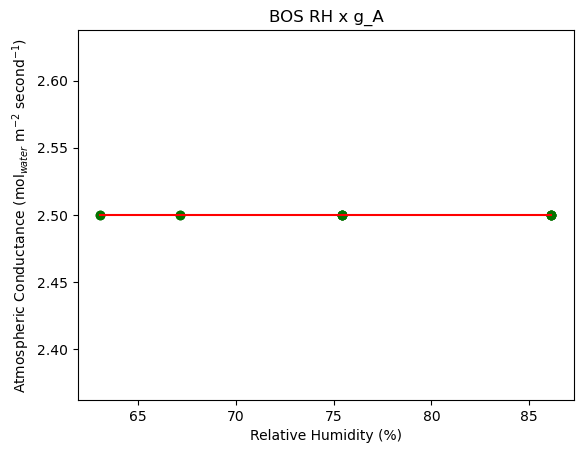 BOS RH x g_A
Atmospheric Conductance (mol_water m⁻² second⁻¹)
2.60
2.55
2.50
2.45
2.40
65 70 75 80 85
Relative Humidity (%)